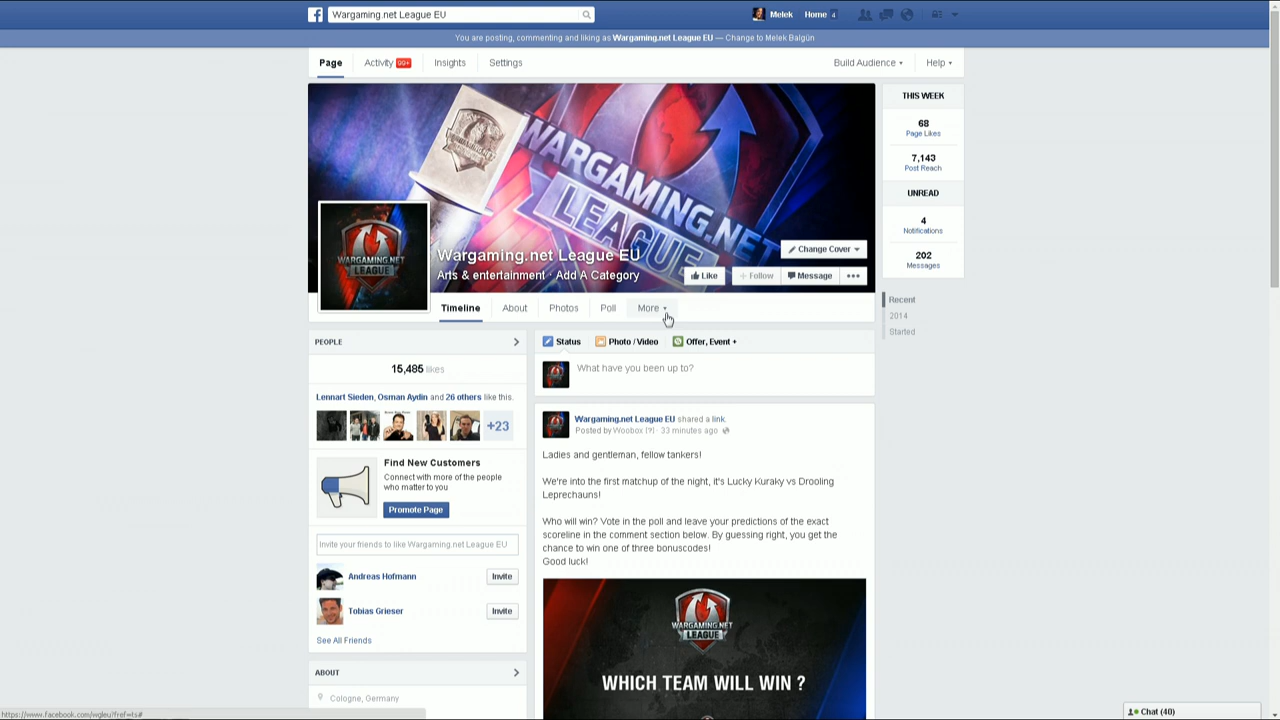 Wargaming.net League EU
Melek
Home 4
You are posting, commenting and liking as Wargaming.net League EU — Change to Melek Balgün
Page
Activity 99+
Insights
Settings
Build Audience
Help
WARGAMING.NET
LEAGUE
WARGAMING.NET
LEAGUE
Wargaming.net League EU
Arts & entertainment · Add A Category
Change Cover
Like
+ Follow
Message
Timeline
About
Photos
Poll
More
THIS WEEK
68
Page Likes
7,143
Post Reach
UNREAD
4
Notifications
202
Messages
Recent
2014
Started
PEOPLE
15,485 likes
Lennart Sieden, Osman Aydin and 26 others like this.
+23
Find New Customers
Connect with more of the people
who matter to you
Promote Page
Invite your friends to like Wargaming.net League EU
Andreas Hofmann
Invite
Tobias Grieser
Invite
See All Friends
ABOUT
Cologne, Germany
Status
Photo / Video
Offer, Event +
What have you been up to?
Wargaming.net League EU shared a link.
Posted by Woobox [?] · 33 minutes ago
Ladies and gentleman, fellow tankers!
We're into the first matchup of the night, it's Lucky Kuraky vs Drooling
Leprechauns!
Who will win? Vote in the poll and leave your predictions of the exact
scoreline in the comment section below. By guessing right, you get the
chance to win one of three bonuscodes!
Good luck!
WARGAMING.NET
LEAGUE
WHICH TEAM WILL WIN ?
https://www.facebook.com/wgleu?fref=ts#
Chat (40)